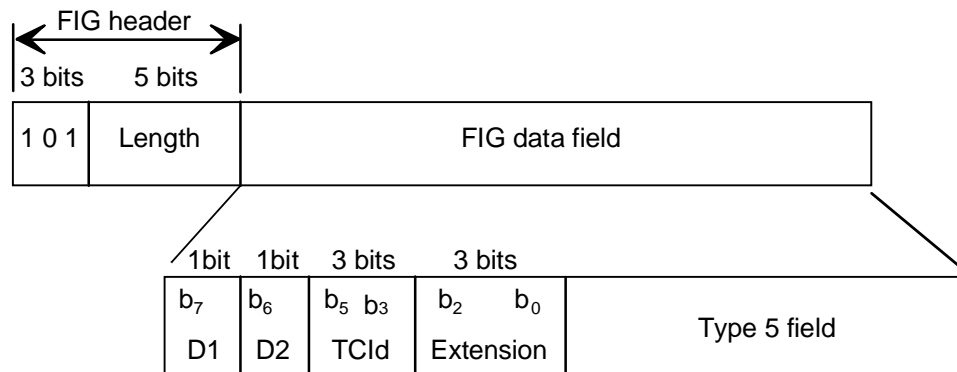 FIG header
3 bits 5 bits
1 0 1 Length FIG data field
1bit 1bit 3 bits 3 bits
b7 b6 b5 b3 b2 b0
D1 D2 TCId Extension Type 5 field